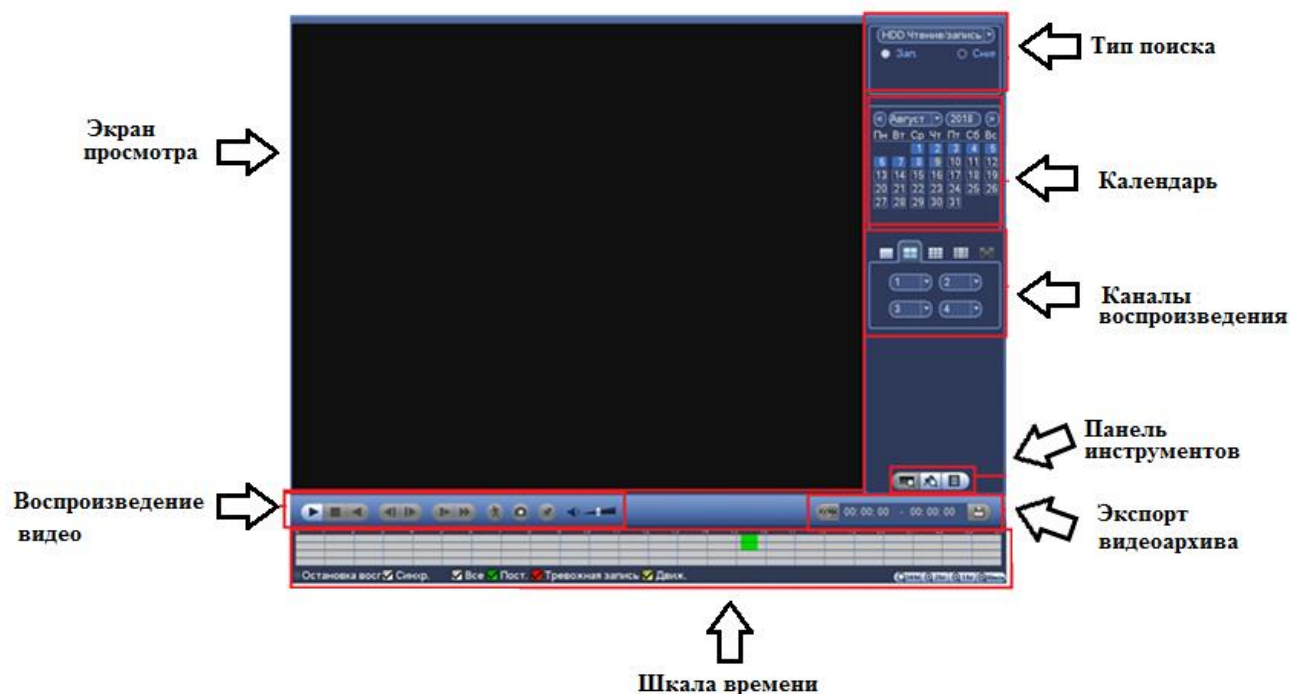 HDD Чтение/запись
Зап.
Тип поиска
Экран
просмотра
Август 2018
Пн Вт Ср Чт Пт Сб Вс
1 2 3 4 5
6 7 8 9 10 11 12
13 14 15 16 17 18 19
20 21 22 23 24 25 26
27 28 29 30 31
Календарь
1 2
3 4
Каналы
воспроизведения
Панель
инструментов
Воспроизведение
видео
00: 00: 00 - 00: 00: 00
Экспорт
видеоархива
Остановка восг Синхр. Все Пост. Тревожная запись Движ.
Шкала времени